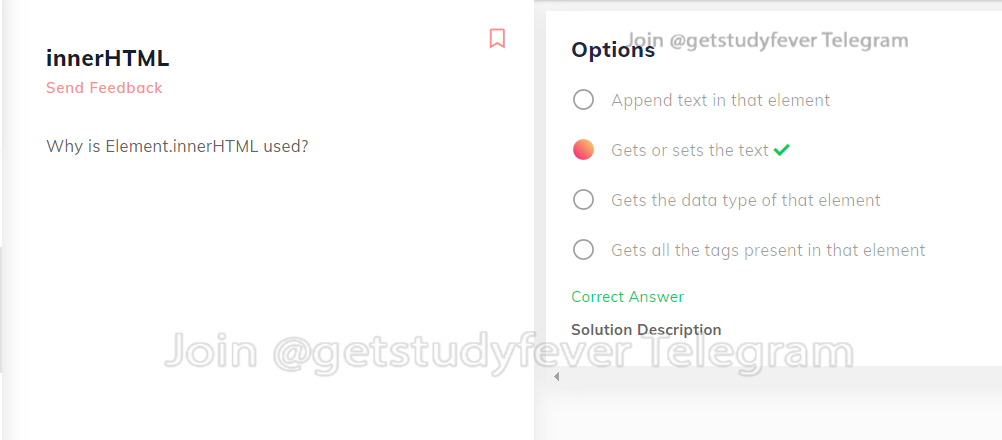 innerHTML
Send Feedback
Why is Element.innerHTML used?
Join @getstudyfever Telegram
Options
Append text in that element
Gets or sets the text
Gets the data type of that element
Gets all the tags present in that element
Correct Answer
Solution Description
Join @getstudyfever Telegram